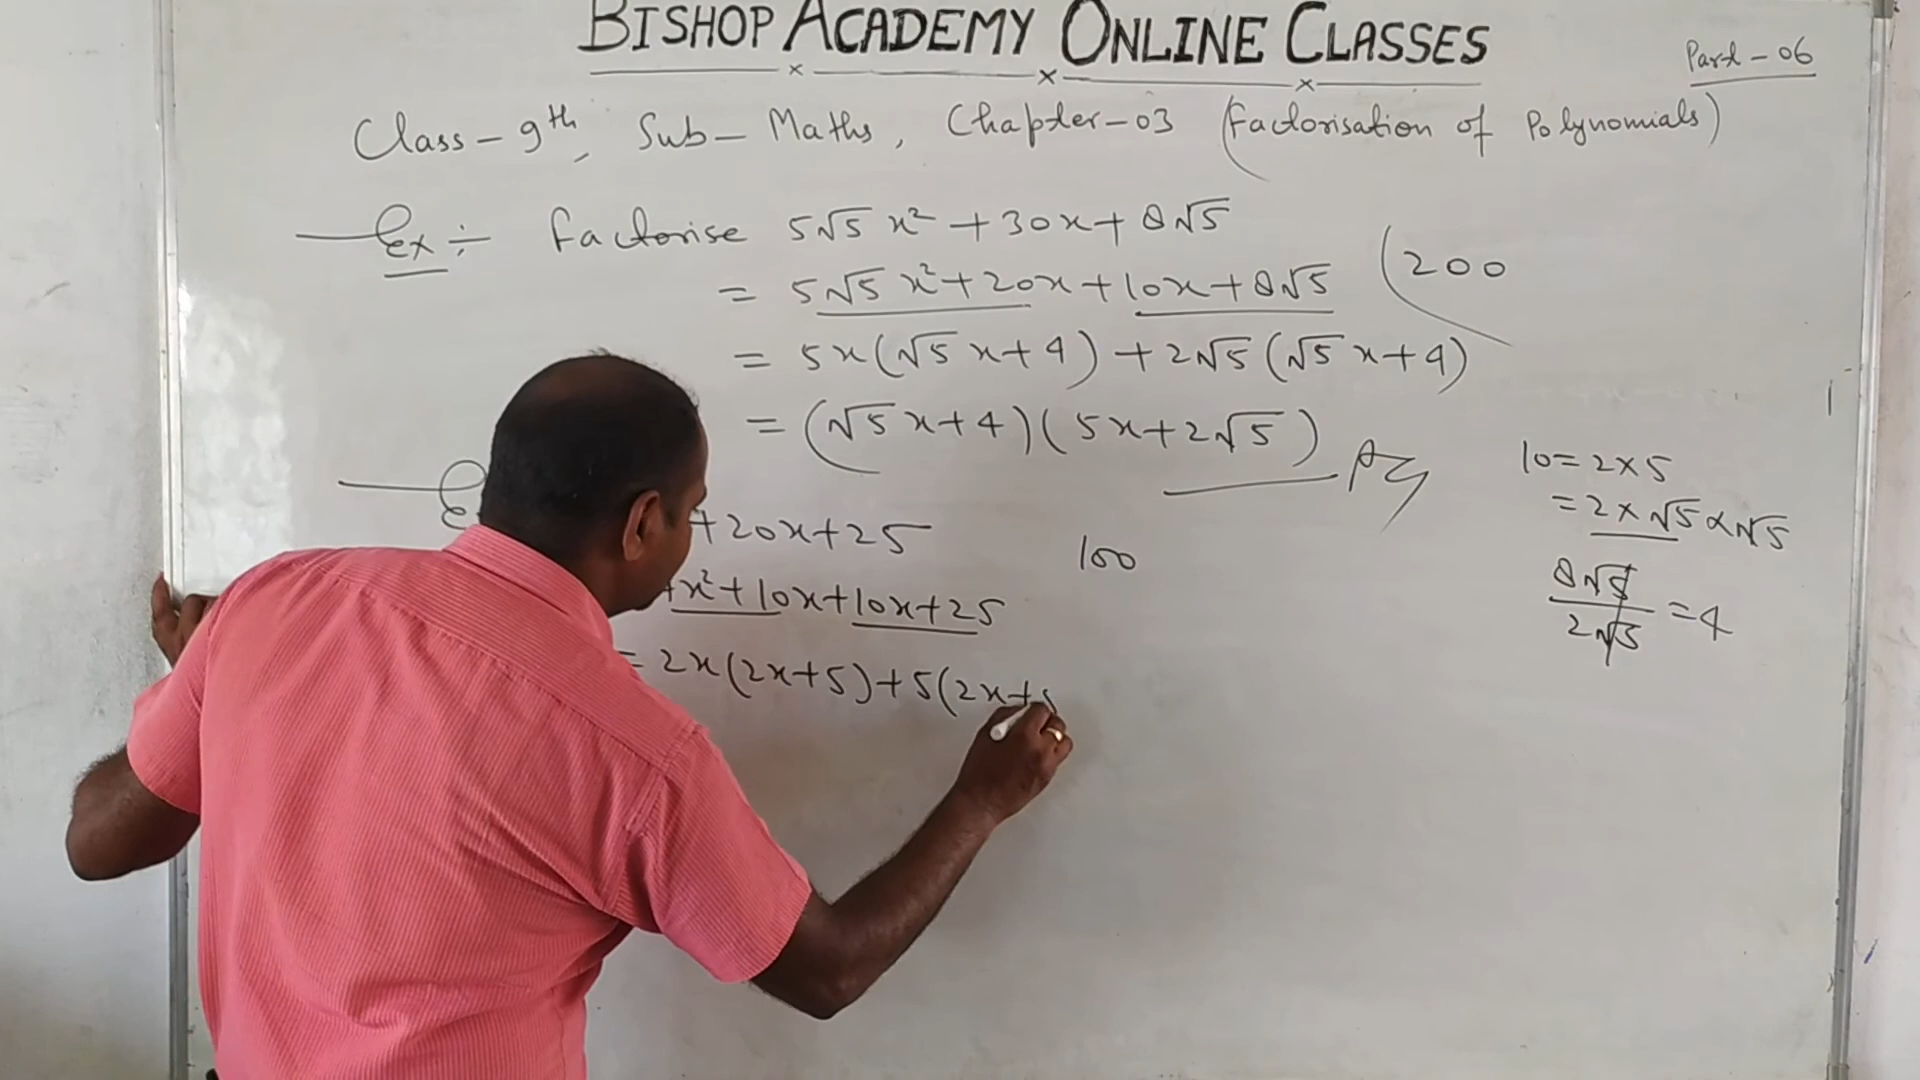 BISHOP ACADEMY ONLINE CLASSES
Part - 06
Class - 9th, Sub - Maths, Chapter - 03 (Factorisation of Polynomials)
Ex ÷ factorise 5√5 x² + 30x + 8√5
= 5√5 x² + 20x + 10x + 8√5 (200
= 5x(√5 x + 4) + 2√5(√5 x + 4)
= (√5 x + 4)(5x + 2√5)
+ 20x + 25
100
x² + 10x + 10x + 25
= 2x(2x + 5) + 5(2x +
10 = 2 × 5
= 2 × √5 × √5
8√5
/ 2√5 = 4